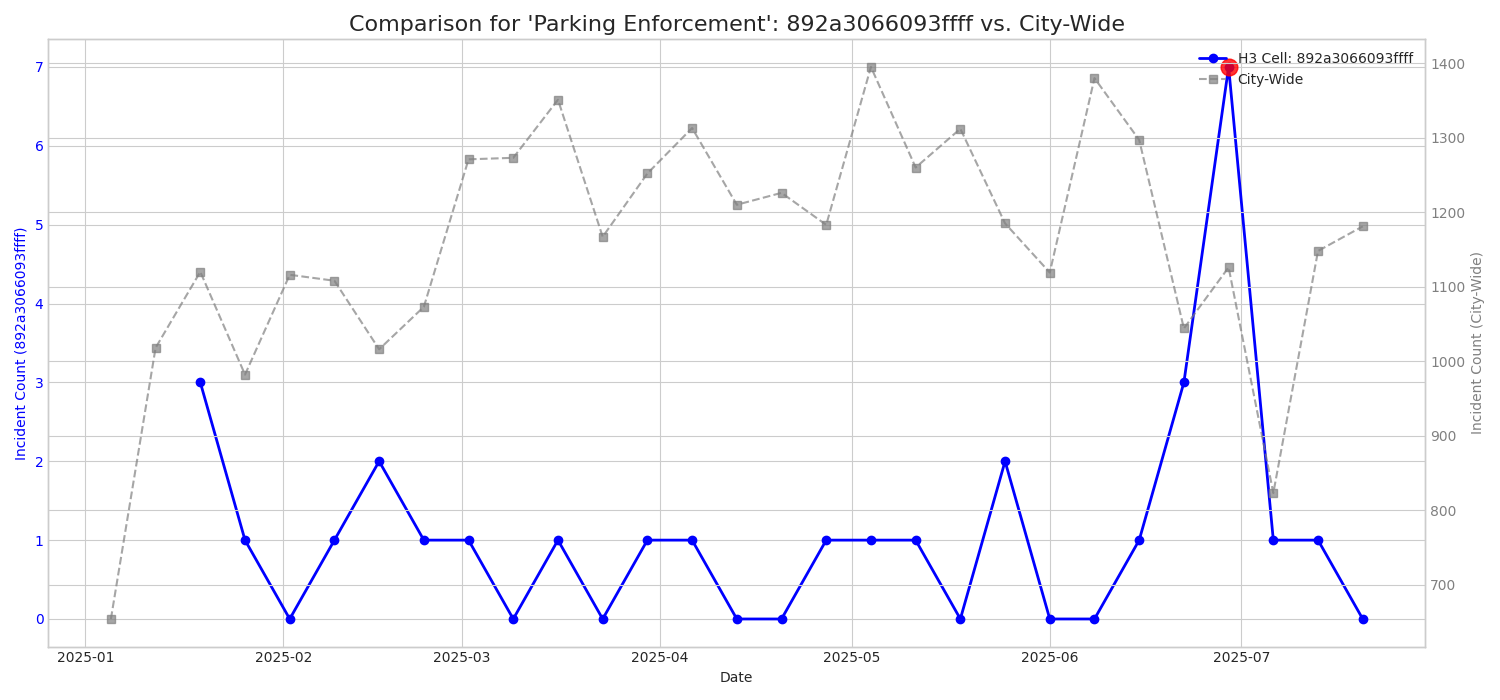 Comparison for 'Parking Enforcement': 892a3066093ffff vs. City-Wide
H3 Cell: 892a3066093ffff
City-Wide
Incident Count (892a3066093ffff)
7
6
5
4
3
2
1
0
1400
1300
1200
1100
1000
900
800
700
Incident Count (City-Wide)
2025-01 2025-02 2025-03 2025-04 2025-05 2025-06 2025-07
Date